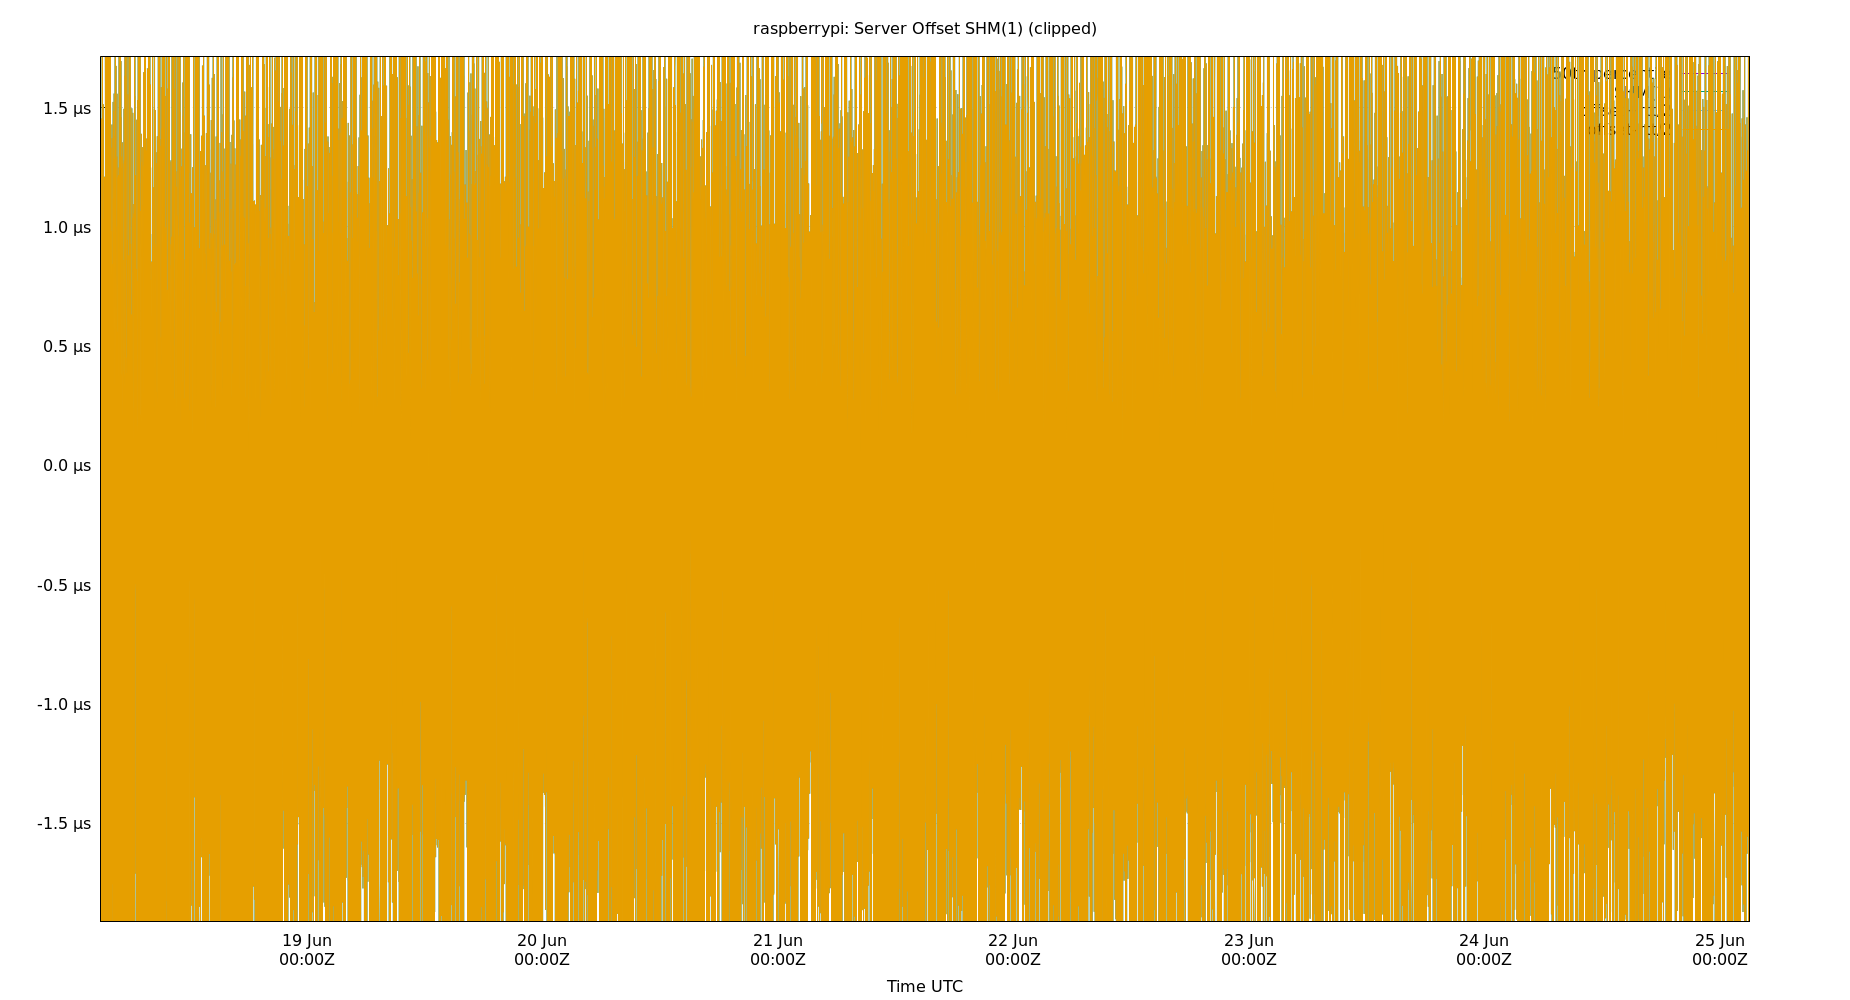 raspberrypi: Server Offset SHM(1) (clipped)
1.5 µs
1.0 µs
0.5 µs
0.0 µs
-0.5 µs
-1.0 µs
-1.5 µs
19 Jun 20 Jun 21 Jun 22 Jun 23 Jun 24 Jun 25 Jun
00:00Z 00:00Z 00:00Z 00:00Z 00:00Z 00:00Z 00:00Z
Time UTC